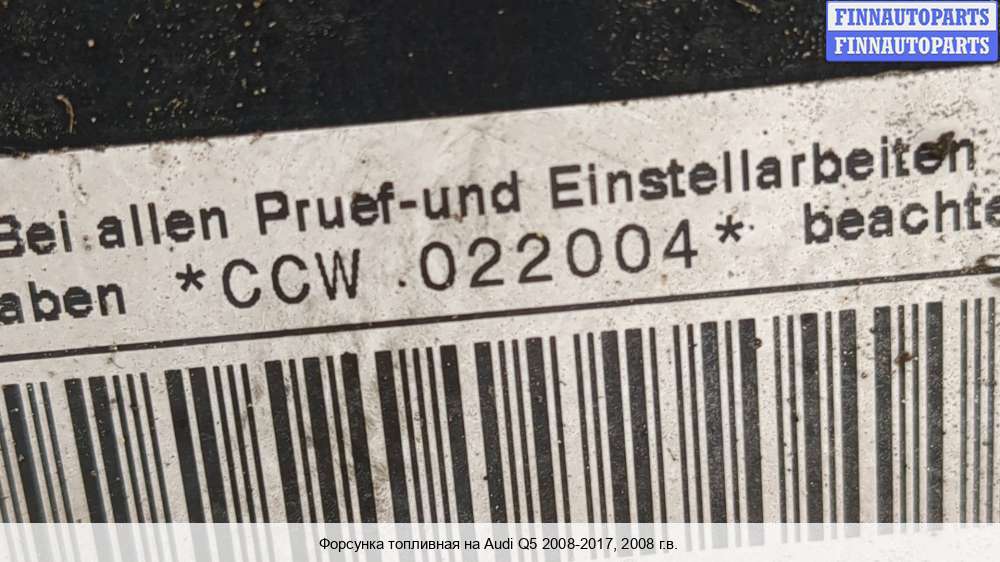 FINNAUTOPARTS
FINNAUTOPARTS
Bei allen Pruef-und Einstellarbeiten
aben *CCW 022004* beachte
Форсунка топливная на Audi Q5 2008-2017, 2008 г.в.